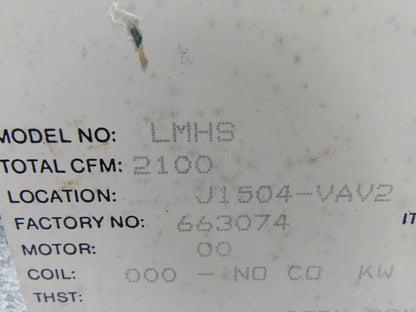 MODEL NO: LMHS
TOTAL CFM: 2100
LOCATION: J1504-VAV2
FACTORY NO: 663074 IT
MOTOR: 00
COIL: 000 - NO CO KW
THST: